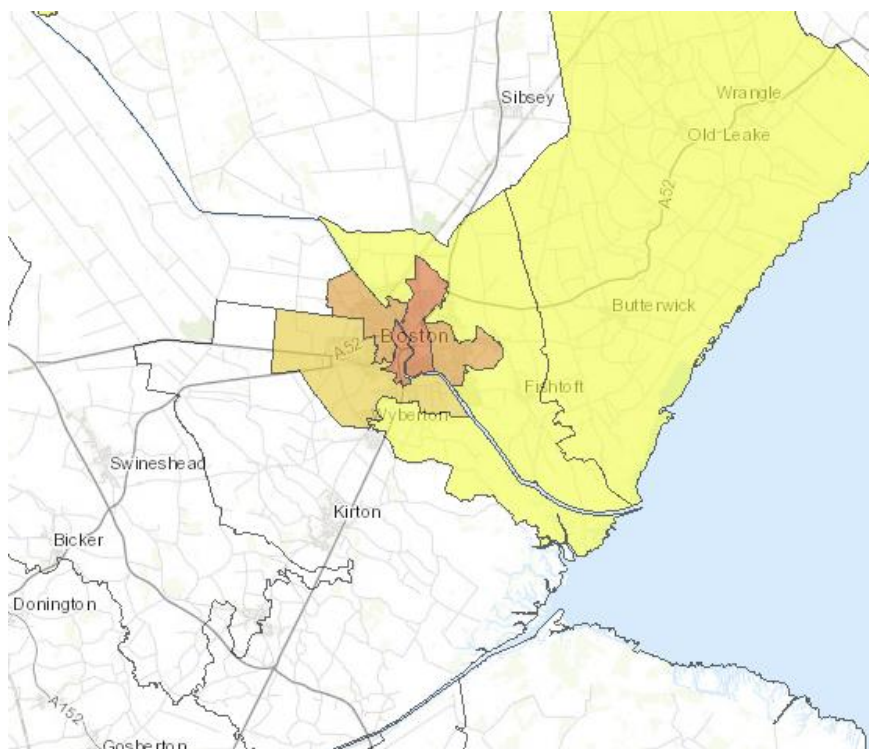 Wrangle
Sibsey
Old Leake
A52
Butterwick
Boston
A52
Fishtoft
Wyberton
Swineshead
Kirton
Bicker
Donington
A152
Gosberton